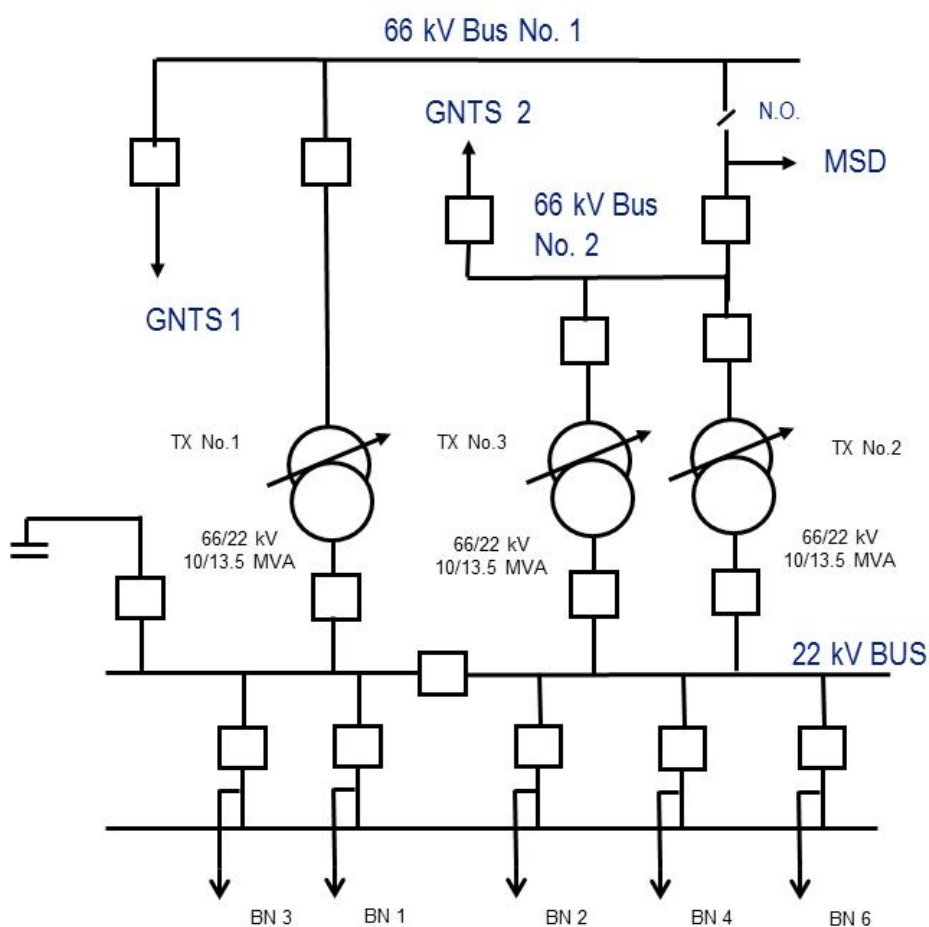 66 kV Bus No. 1
GNTS 2
N.O.
MSD
66 kV Bus
No. 2
GNTS 1
TX No.1
TX No.3
TX No.2
66/22 kV
10/13.5 MVA
66/22 kV
10/13.5 MVA
66/22 kV
10/13.5 MVA
22 kV BUS
BN 3
BN 1
BN 2
BN 4
BN 6